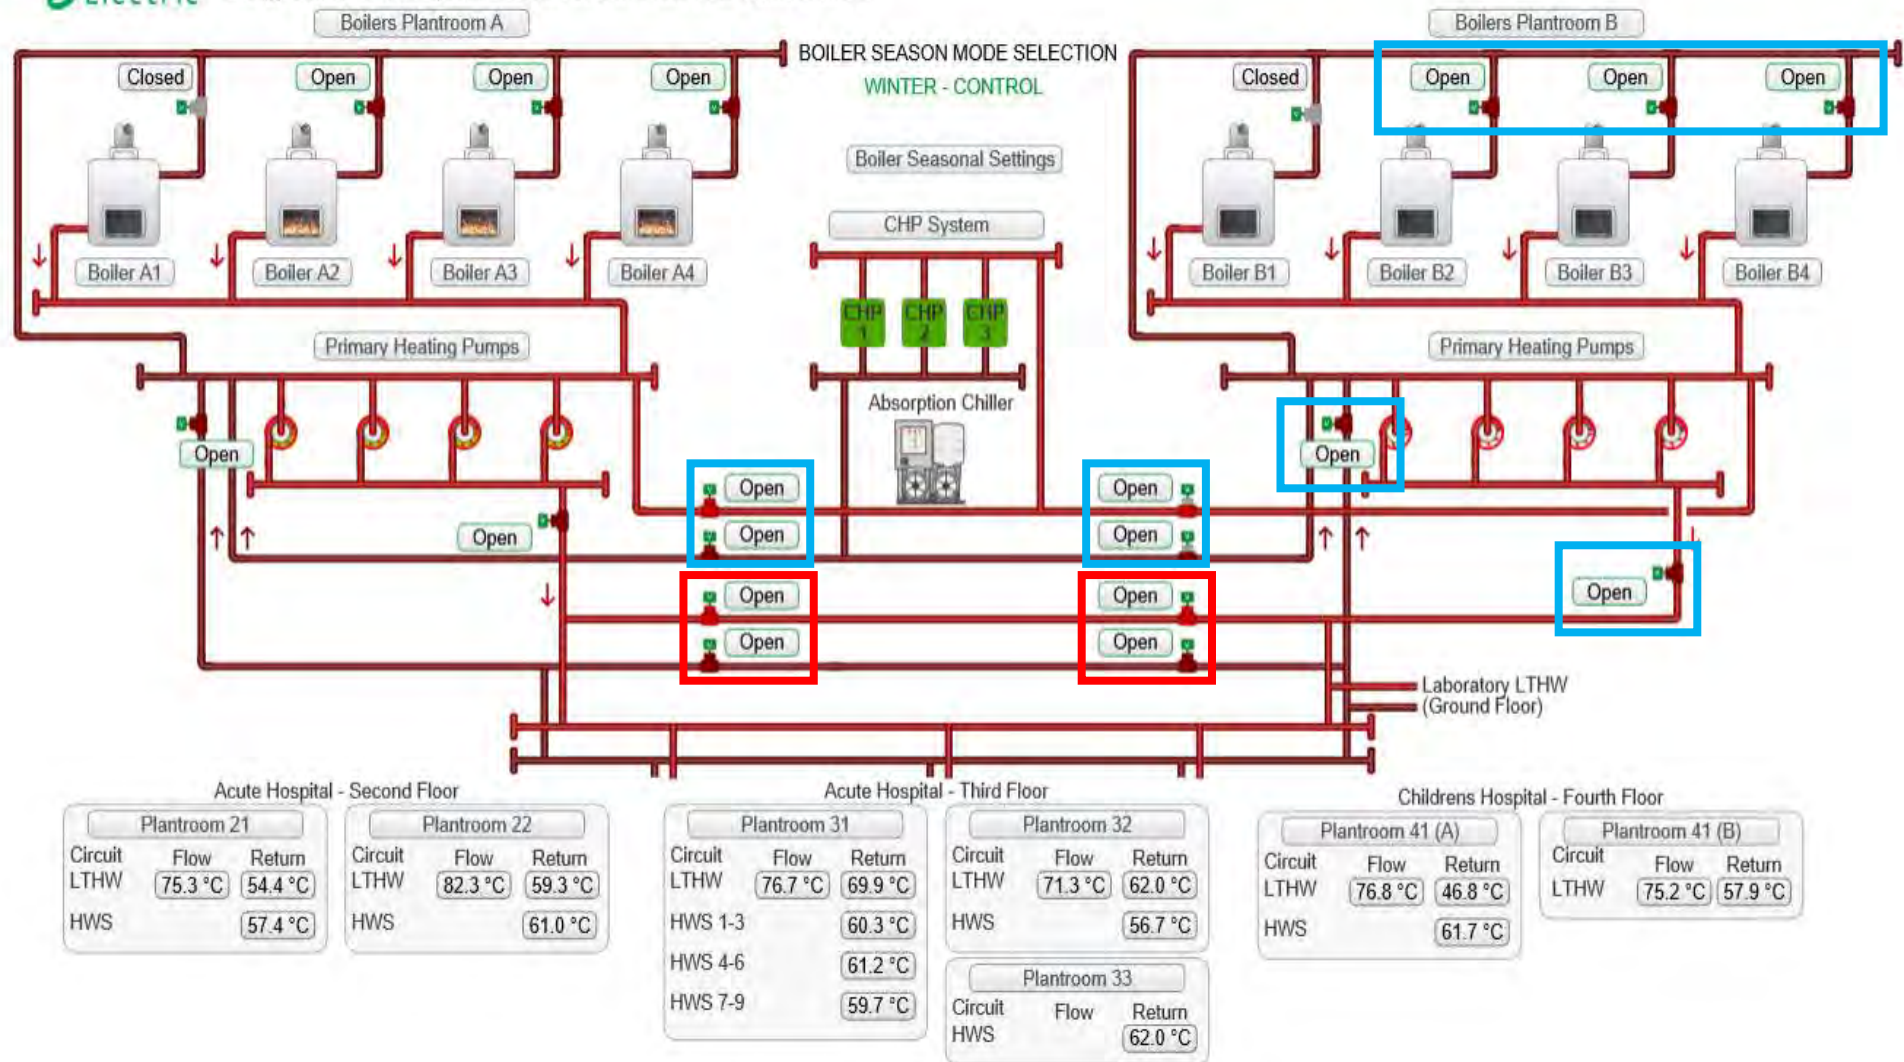 Electric
Boilers Plantroom A
Boilers Plantroom B
BOILER SEASON MODE SELECTION
WINTER - CONTROL
Closed
Open
Open
Open
Closed
Open
Open
Open
Boiler Seasonal Settings
CHP System
Boiler A1
Boiler A2
Boiler A3
Boiler A4
Boiler B1
Boiler B2
Boiler B3
Boiler B4
CHP 1
CHP 2
CHP 3
Primary Heating Pumps
Primary Heating Pumps
Absorption Chiller
Open
Open
Open
Open
Open
Open
Open
Open
Open
Open
Open
Open
Laboratory LTHW
(Ground Floor)
Acute Hospital - Second Floor
Plantroom 21
Circuit Flow Return
LTHW 75.3 °C 54.4 °C
HWS 57.4 °C
Plantroom 22
Circuit Flow Return
LTHW 82.3 °C 59.3 °C
HWS 61.0 °C
Acute Hospital - Third Floor
Plantroom 31
Circuit Flow Return
LTHW 76.7 °C 69.9 °C
HWS 1-3 60.3 °C
HWS 4-6 61.2 °C
HWS 7-9 59.7 °C
Plantroom 32
Circuit Flow Return
LTHW 71.3 °C 62.0 °C
HWS 56.7 °C
Plantroom 33
Circuit Flow Return
HWS 62.0 °C
Childrens Hospital - Fourth Floor
Plantroom 41 (A)
Circuit Flow Return
LTHW 76.8 °C 46.8 °C
HWS 61.7 °C
Plantroom 41 (B)
Circuit Flow Return
LTHW 75.2 °C 57.9 °C